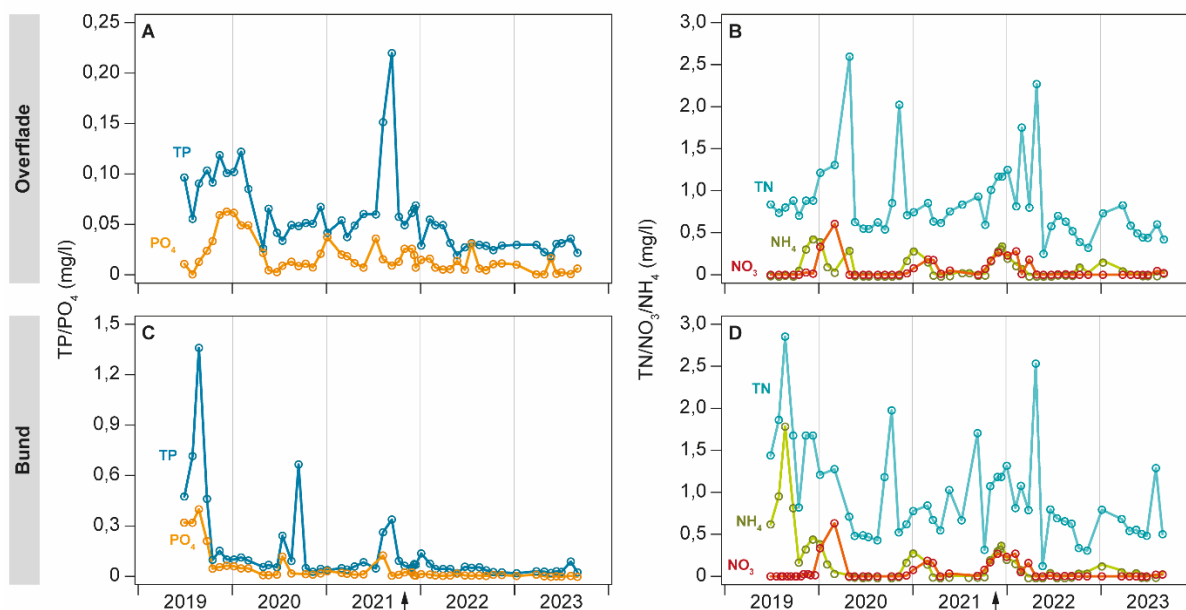 Overflade
Bund
TP/PO₄ (mg/l)
A
0,25
0,20
0,15
0,10
0,05
0
TP
PO₄
TN/NO₃/NH₄ (mg/l)
B
3,0
2,5
2,0
1,5
1,0
0,5
0
TN
NH₄
NO₃
C
1.5
1,2
0,9
0,6
0,3
0
TP
PO₄
2019 2020 2021 2022 2023
D
3,0
2,5
2,0
1,5
1,0
0,5
0
TN
NH₄
NO₃
2019 2020 2021 2022 2023